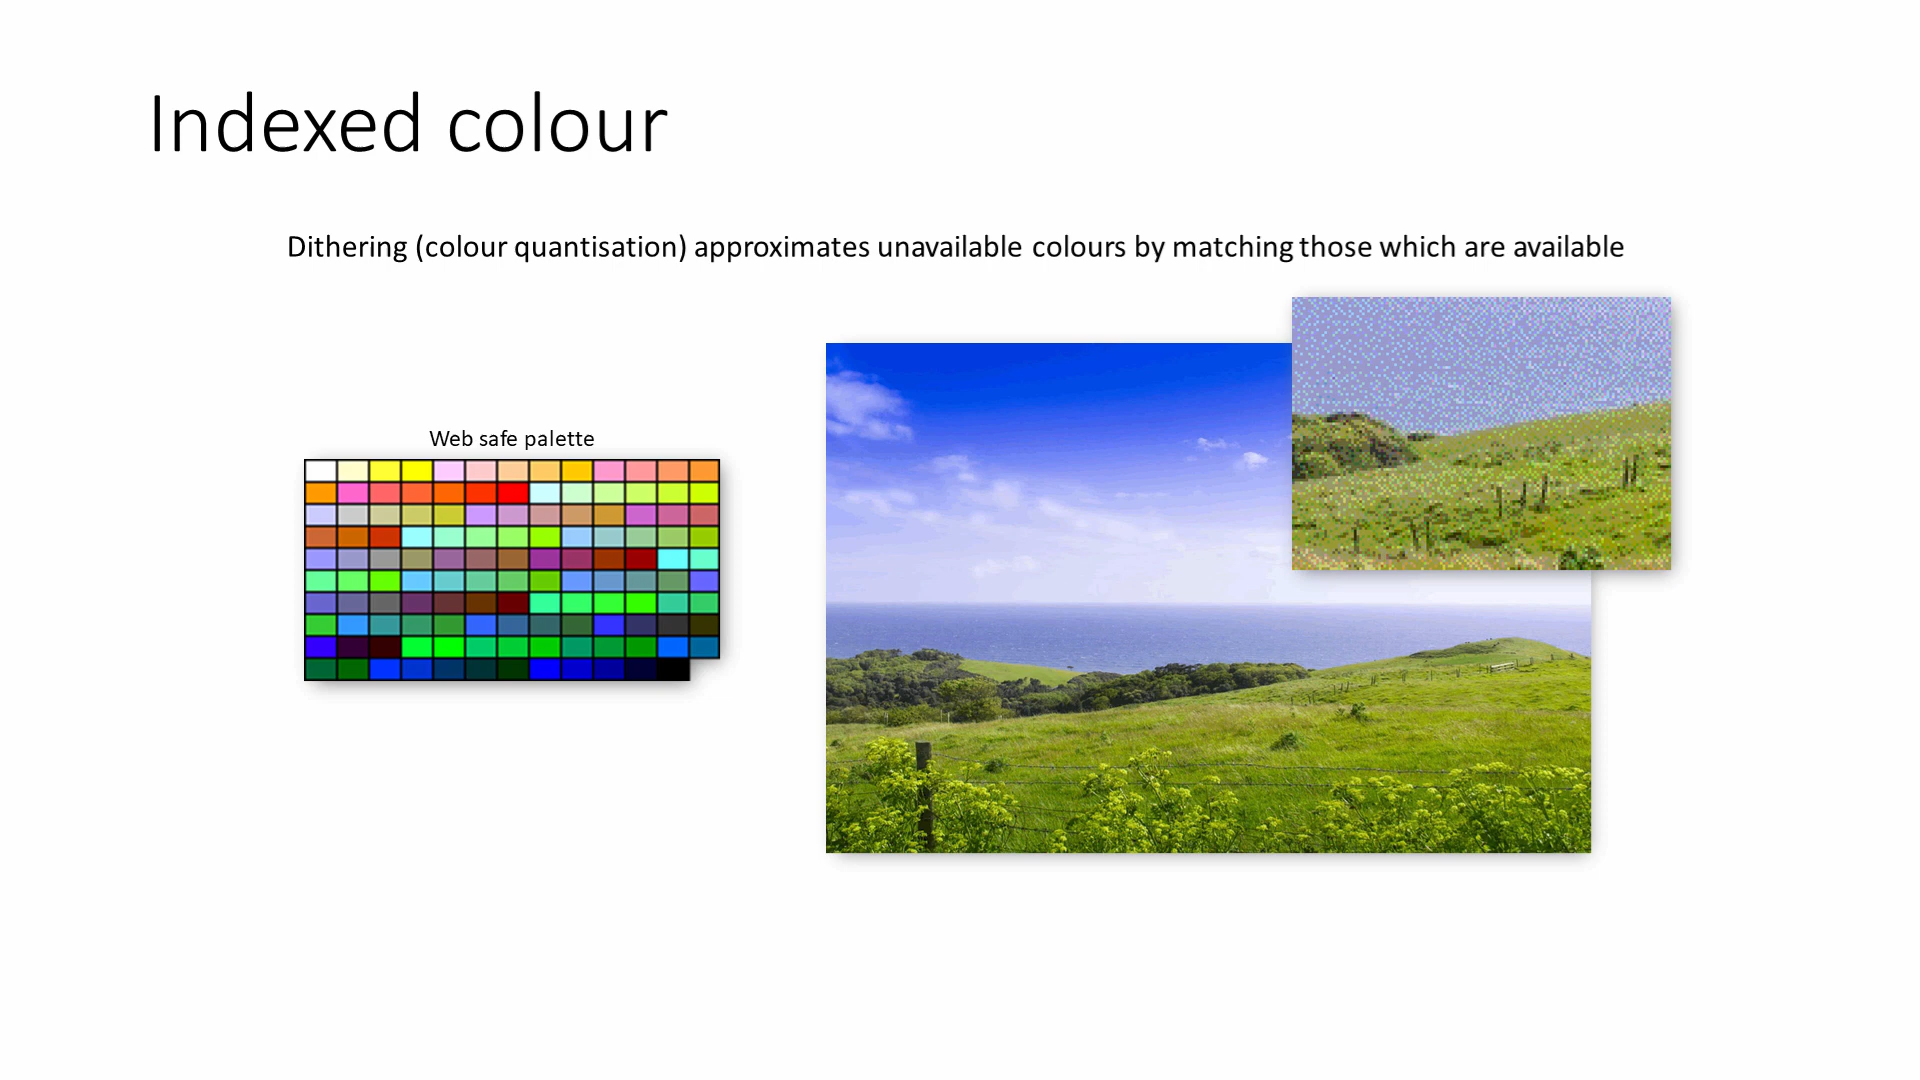 Indexed colour
Dithering (colour quantisation) approximates unavailable colours by matching those which are available
Web safe palette